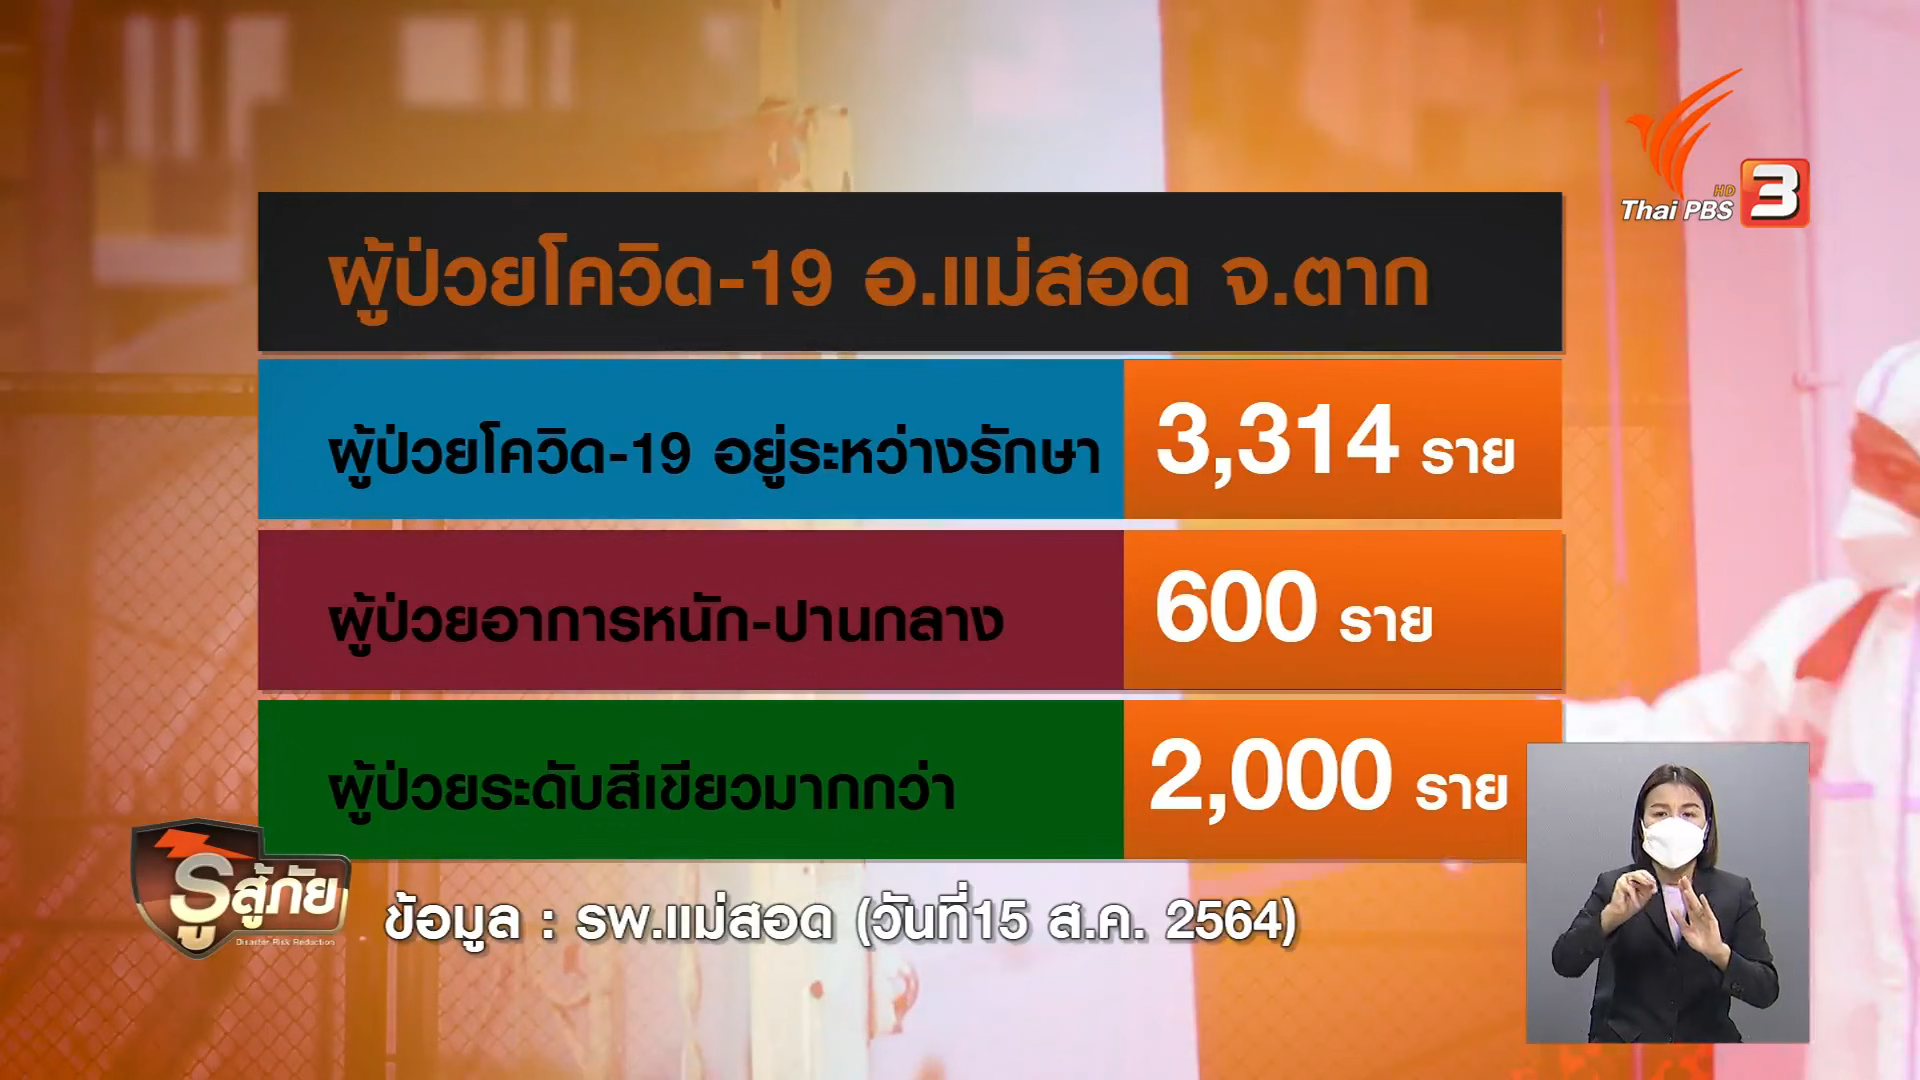 HD
Thai PBS 3
ผู้ป่วยโควิด-19 อ.แม่สอด จ.ตาก
ผู้ป่วยโควิด-19 อยู่ระหว่างรักษา 3,314 ราย
ผู้ป่วยอาการหนัก-ปานกลาง 600 ราย
ผู้ป่วยระดับสีเขียวมากกว่า 2,000 ราย
รู้สู้ภัย
Disaster Risk Reduction
ข้อมูล : รพ.แม่สอด (วันที่15 ส.ค. 2564)